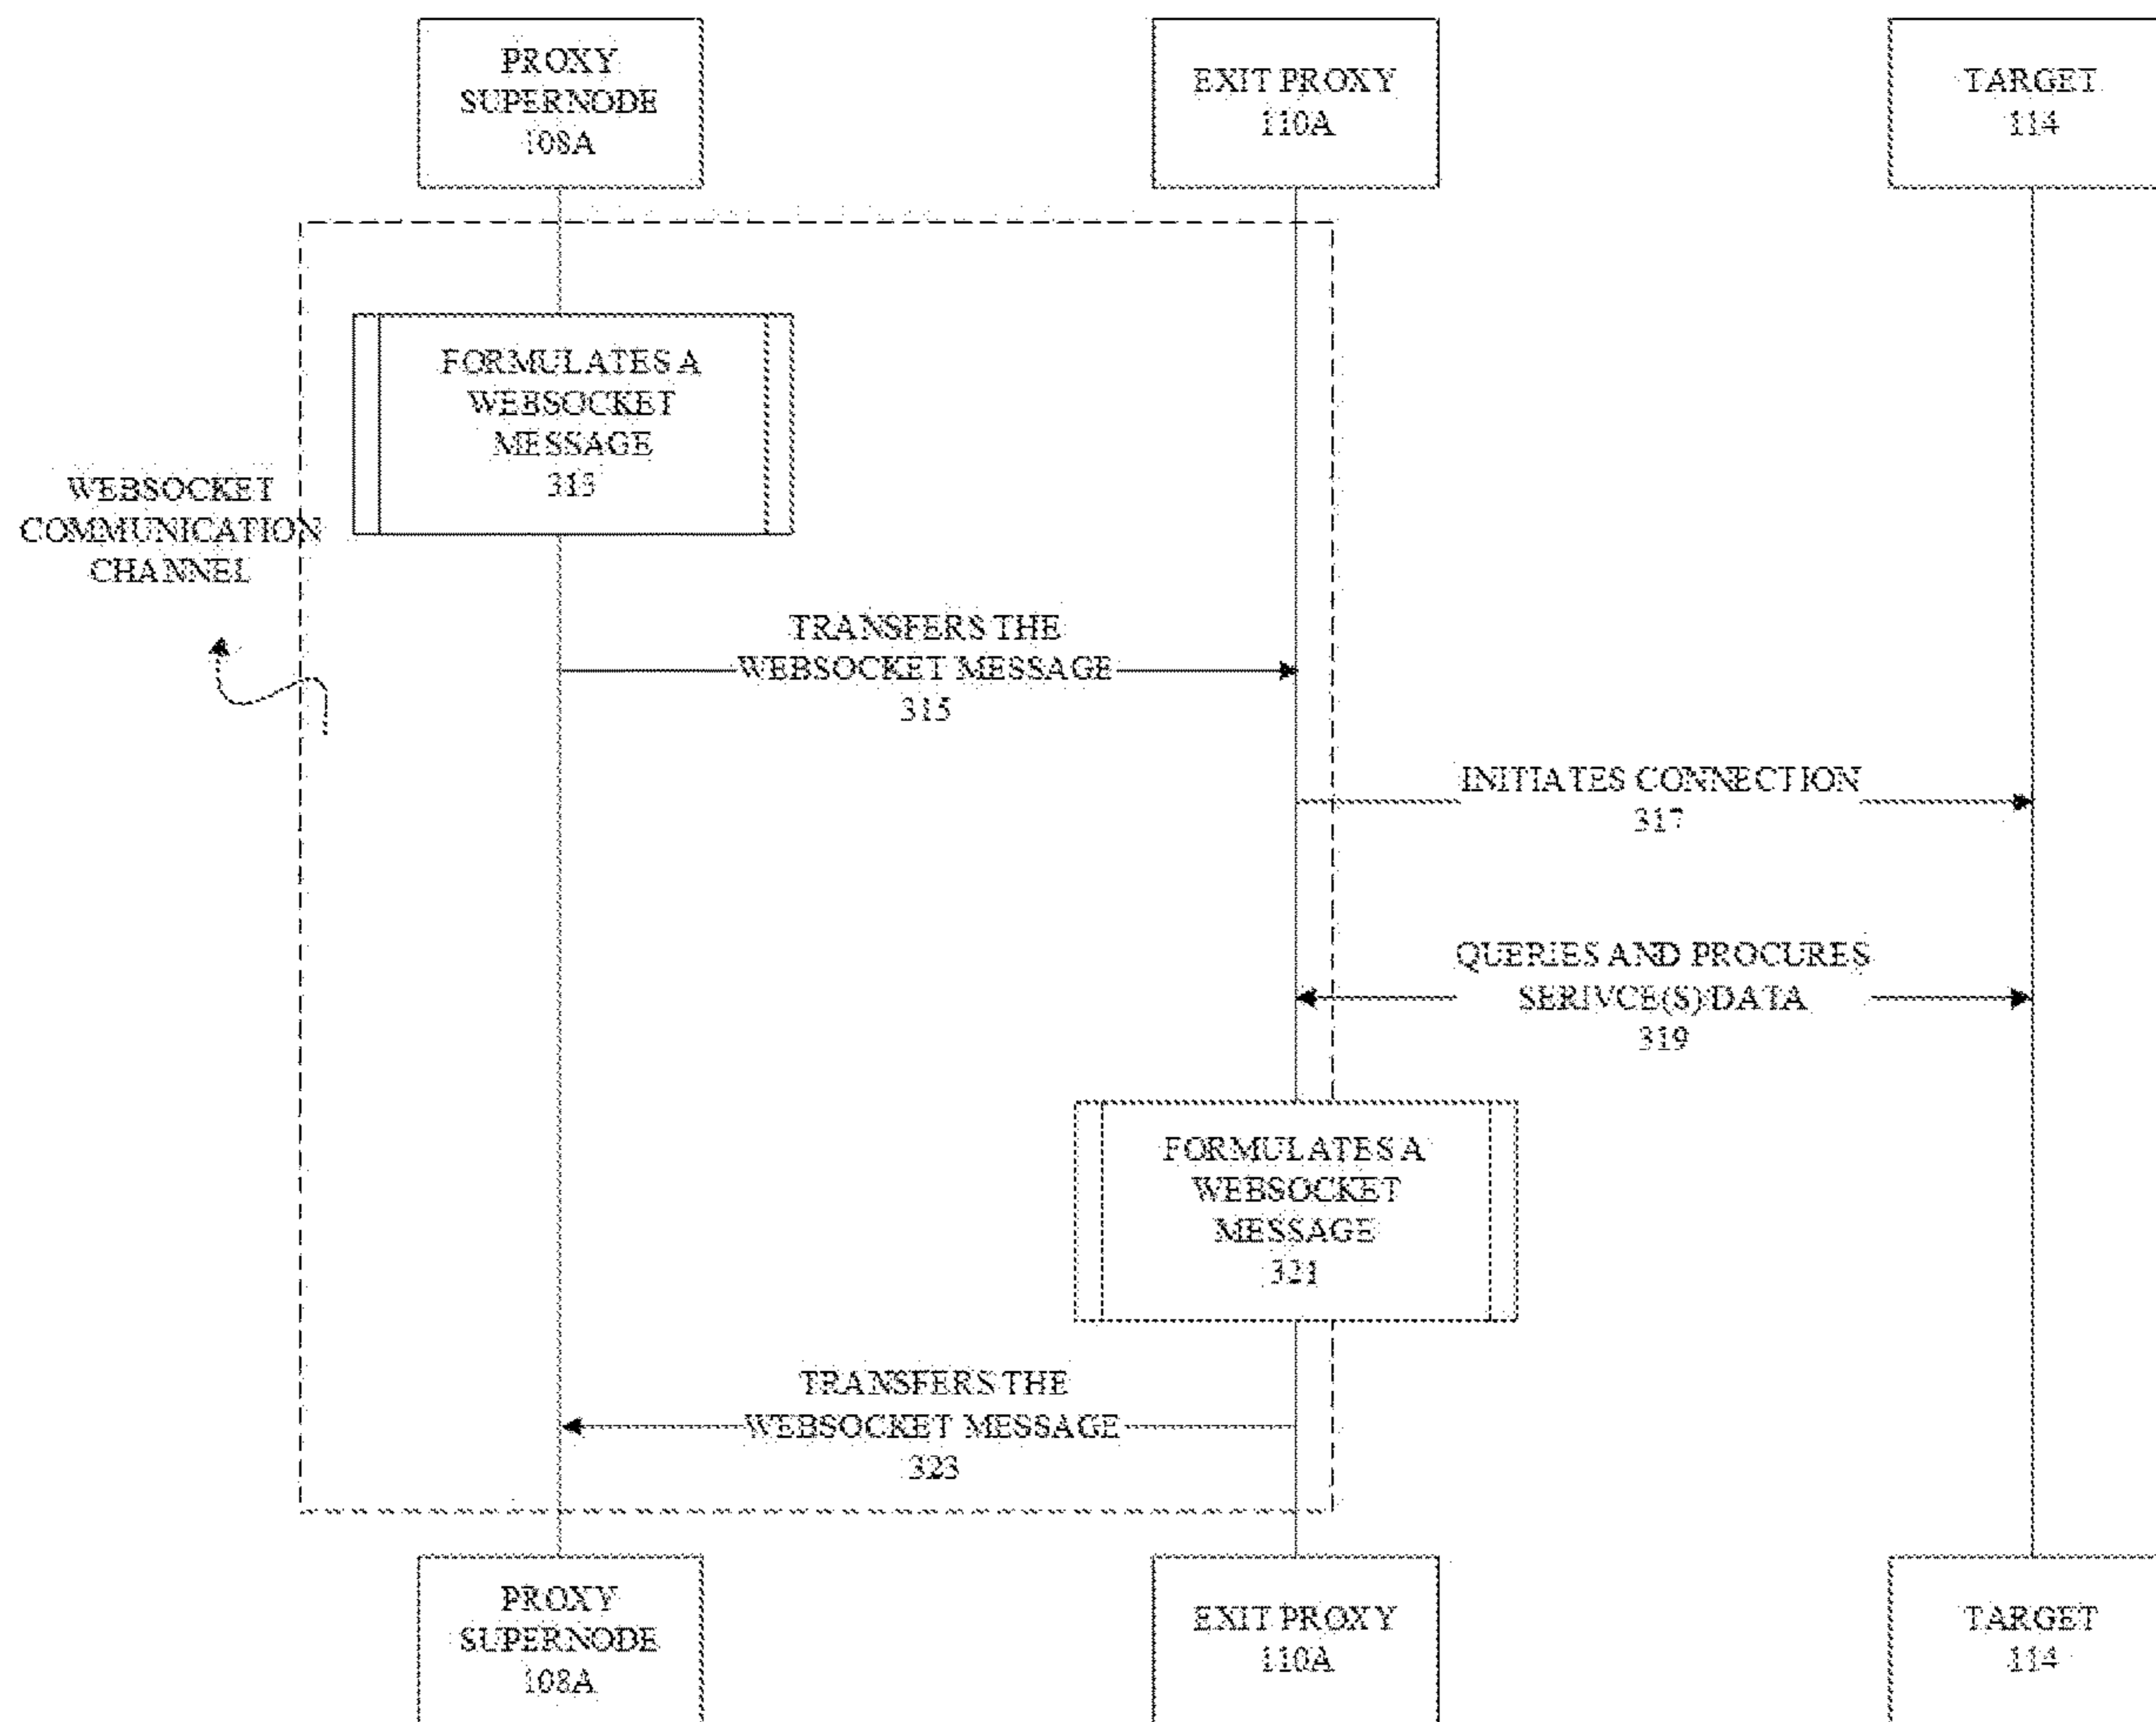 PROXY
SUPERNODE
108A
EXIT PROXY
110A
TARGET
114
FORMULATES A
WEBSOCKET
MESSAGE
313
WEBSOCKET
COMMUNICATION
CHANNEL
TRANSFERS THE
WEBSOCKET MESSAGE
315
INITIATES CONNECTION
317
QUERIES AND PROCURES
SERIVCE(S) DATA
319
FORMULATES A
WEBSOCKET
MESSAGE
321
TRANSFERS THE
WEBSOCKET MESSAGE
323
PROXY
SUPERNODE
108A
EXIT PROXY
110A
TARGET
114